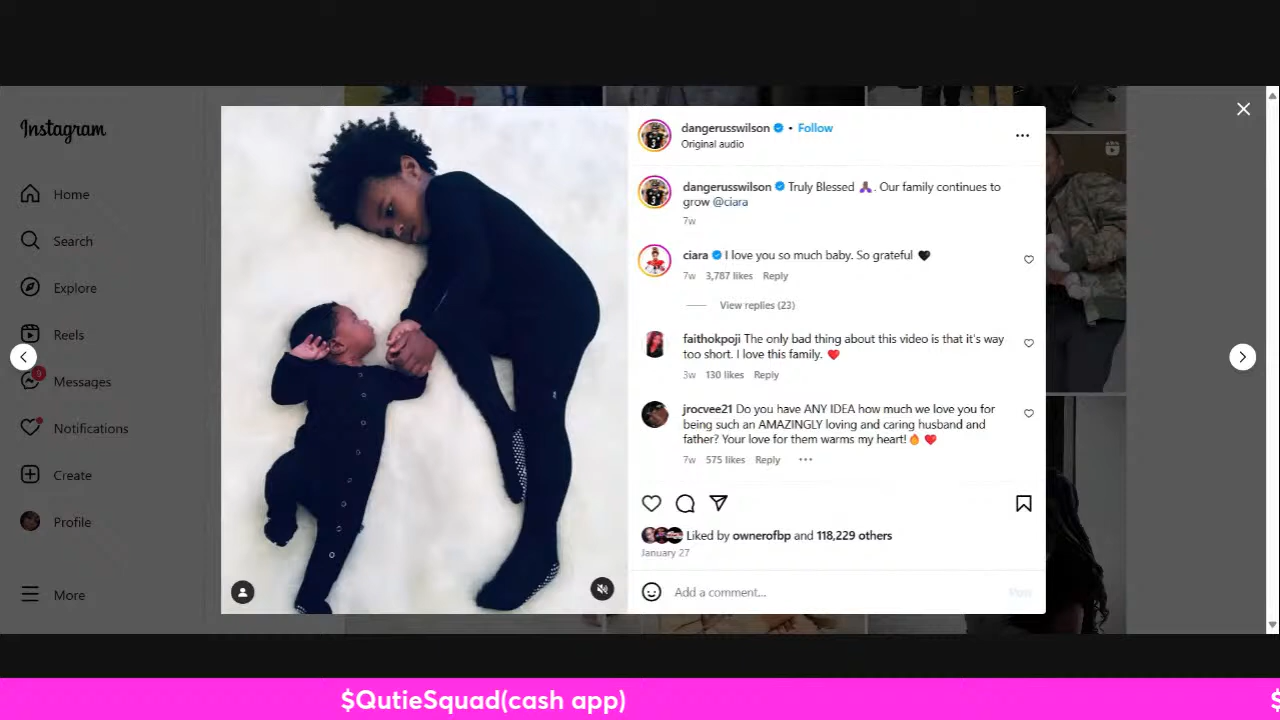 Instagram
Home
Search
Explore
Reels
9
Messages
Notifications
Create
Profile
More
dangerusswilson • Follow
Original audio
dangerusswilson Truly Blessed 🙏🏾. Our family continues to
grow @ciara
7w
ciara I love you so much baby. So grateful 🖤
7w 3,787 likes Reply
View replies (23)
faithokpoji The only bad thing about this video is that it's way
too short. I love this family. ❤️
3w 130 likes Reply
jrocvee21 Do you have ANY IDEA how much we love you for
being such an AMAZINGLY loving and caring husband and
father? Your love for them warms my heart!🔥 ❤️
7w 575 likes Reply
Liked by ownerofbp and 118,229 others
January 27
Add a comment...
Post
$QutieSquad(cash app)
$